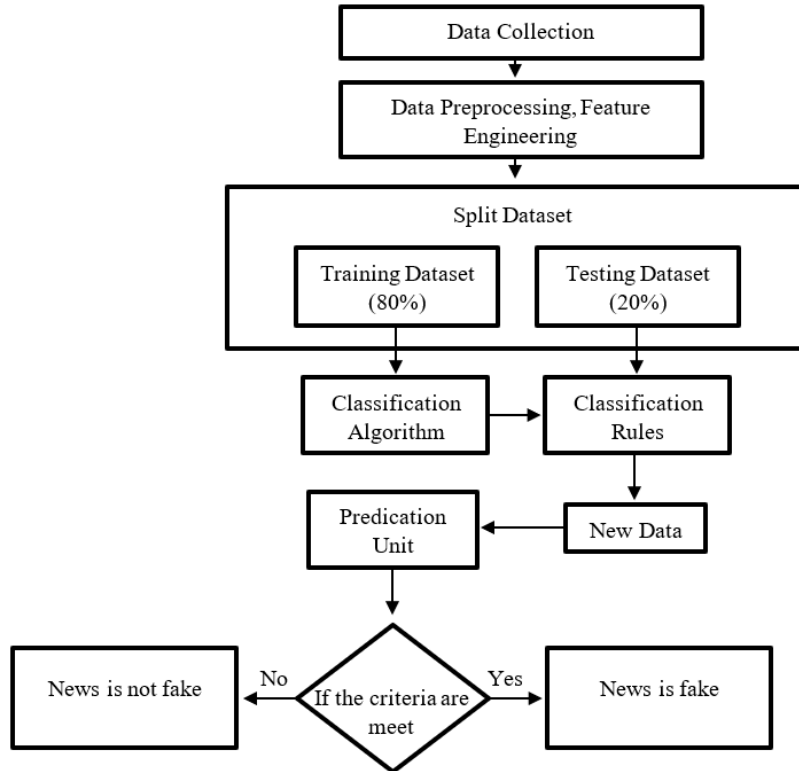 Data Collection
Data Preprocessing, Feature
Engineering
Split Dataset
Training Dataset
(80%)
Testing Dataset
(20%)
Classification
Algorithm
Classification
Rules
Predication
Unit
New Data
News is not fake
No
If the criteria are
meet
Yes
News is fake